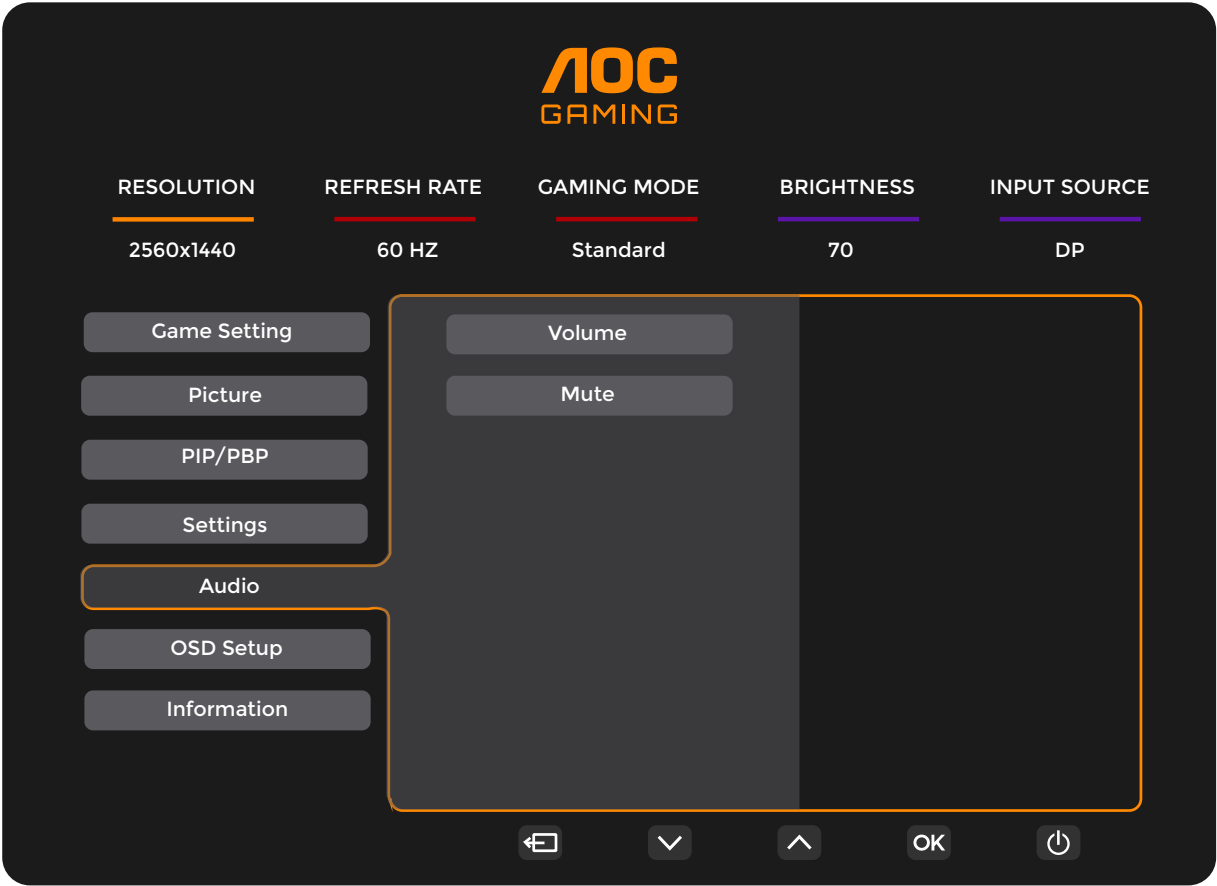 AOC
GAMING
RESOLUTION REFRESH RATE GAMING MODE BRIGHTNESS INPUT SOURCE
2560x1440 60 HZ Standard 70 DP
Game Setting
Volume
Picture
Mute
PIP/PBP
Settings
Audio
OSD Setup
Information
OK